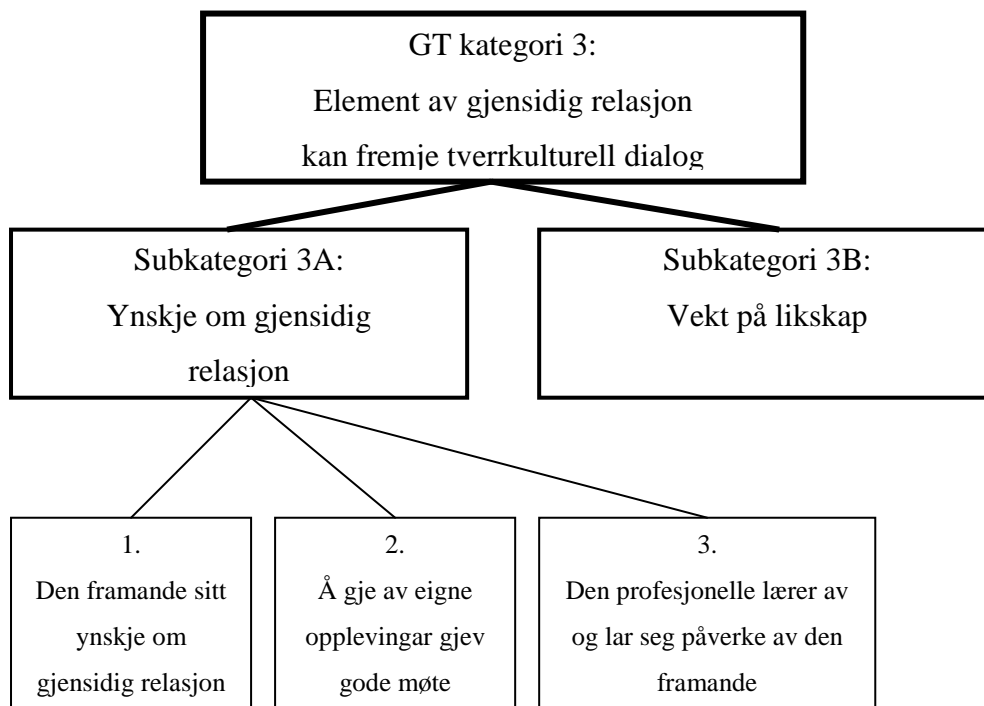 GT kategori 3:
Element av gjensidig relasjon
kan fremje tverrkulturell dialog
Subkategori 3A:
Ynskje om gjensidig
relasjon
Subkategori 3B:
Vekt på likskap
1.
Den framande sitt
ynskje om
gjensidig relasjon
2.
Å gje av eigne
opplevingar gjev
gode møte
3.
Den profesjonelle lærer av
og lar seg påverke av den
framande